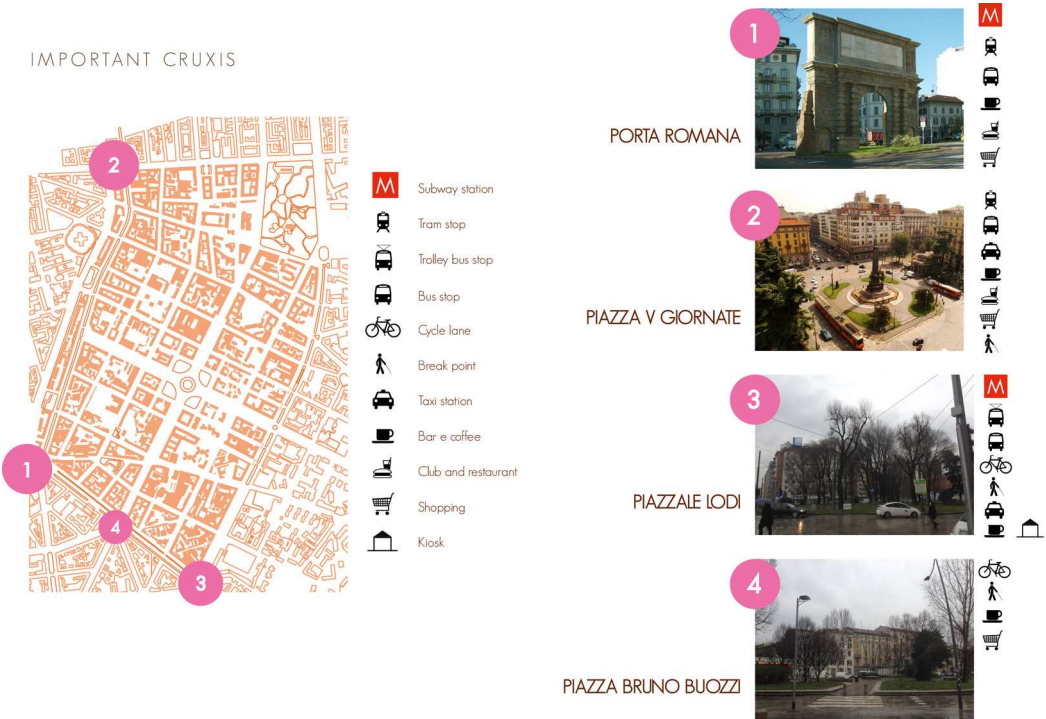 IMPORTANT CRUXIS
2
1
4
3
M Subway station
Tram stop
Trolley bus stop
Bus stop
Cycle lane
Break point
Taxi station
Bar e coffee
Club and restaurant
Shopping
Kiosk
1
M
PORTA ROMANA
2
PIAZZA V GIORNATE
3
M
PIAZZALE LODI
4
PIAZZA BRUNO BUOZZI